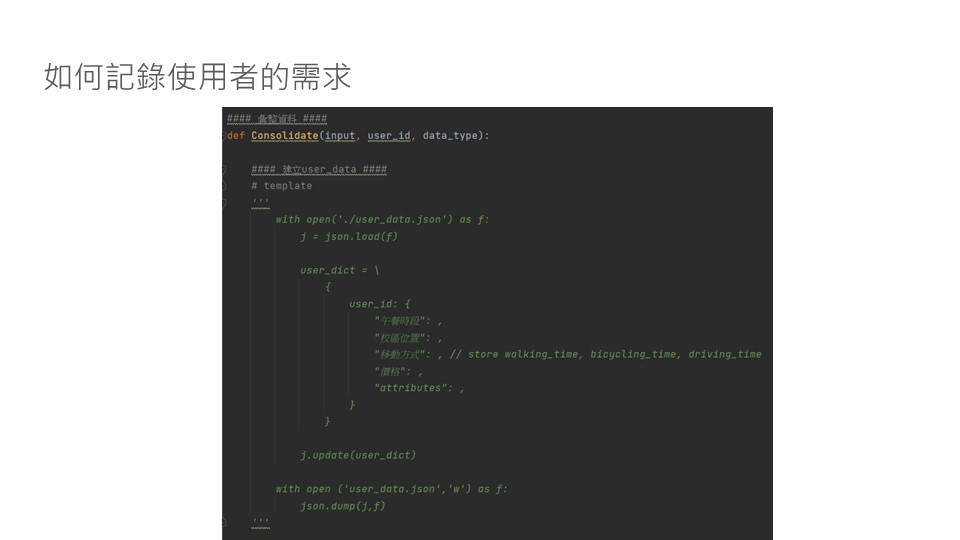 如何記錄使用者的需求
#### 彙整資料 ####
def Consolidate(input, user_id, data_type):
#### 建立user_data ####
# template
'''
with open('./user_data.json') as f:
j = json.load(f)
user_dict = \
{
user_id: {
"午餐時段": ,
"校區位置": ,
"移動方式": , // store walking_time, bicycling_time, driving_time
"價格": ,
"attributes": ,
}
}
j.update(user_dict)
with open ('user_data.json','w') as f:
json.dump(j,f)
'''